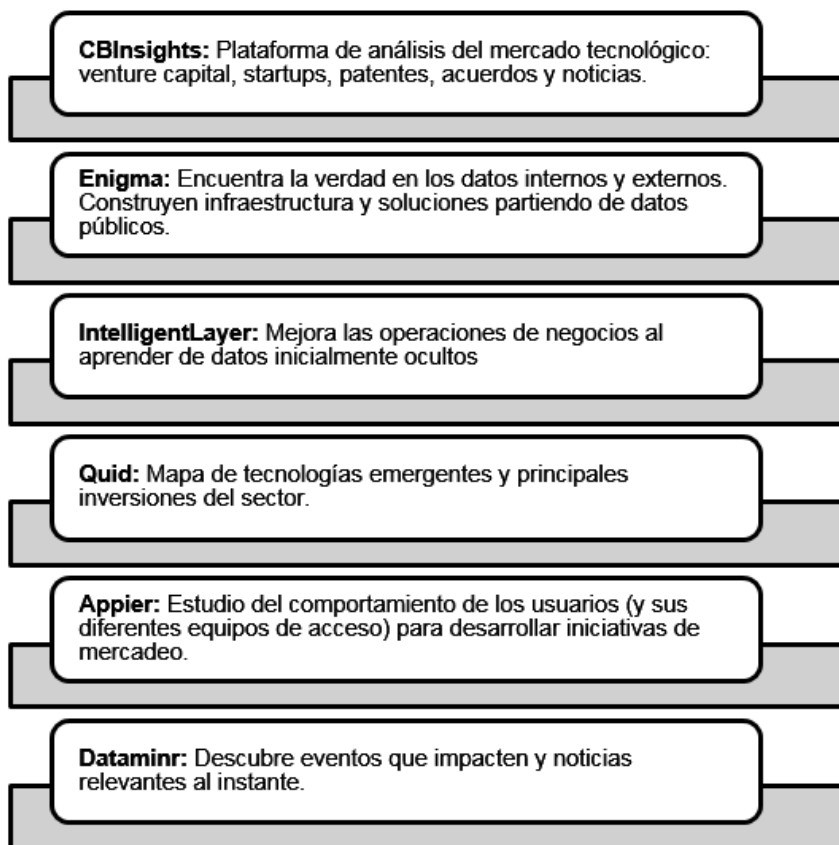 CBInsights: Plataforma de análisis del mercado tecnológico:
venture capital, startups, patentes, acuerdos y noticias.
Enigma: Encuentra la verdad en los datos internos y externos.
Construyen infraestructura y soluciones partiendo de datos
públicos.
IntelligentLayer: Mejora las operaciones de negocios al
aprender de datos inicialmente ocultos
Quid: Mapa de tecnologías emergentes y principales
inversiones del sector.
Appier: Estudio del comportamiento de los usuarios (y sus
diferentes equipos de acceso) para desarrollar iniciativas de
mercadeo.
Dataminr: Descubre eventos que impacten y noticias
relevantes al instante.